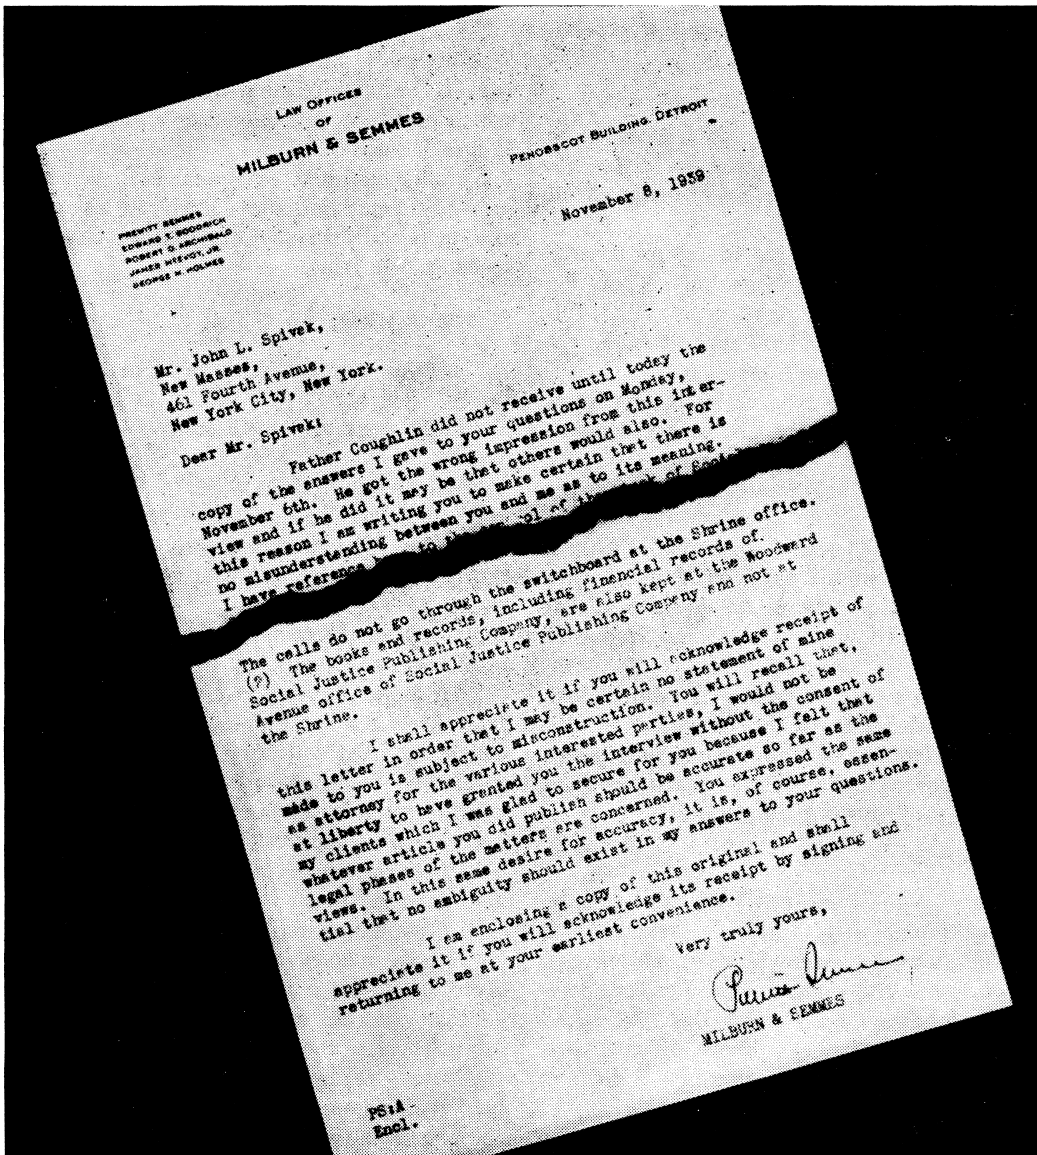 LAW OFFICES
OF
MILBURN & SEMMES
PENOBSCOT BUILDING, DETROIT
November 8, 1939
PREWITT SEMMES
EDWARD T. GOODRICH
ROBERT D. ARCHIBALD
JAMES MCEVOY, JR.
GEORGE H. HOLMES
Mr. John L. Spivak,
New Masses,
461 Fourth Avenue,
New York City, New York.
Dear Mr. Spivak:
Father Coughlin did not receive until today the
copy of the answers I gave to your questions on Monday,
November 6th. He got the wrong impression from this inter-
view and if he did it may be that others would also. For
this reason I am writing you to make certain that there is
no misunderstanding between you and me as to its meaning.
I have reference to the of the of
The calls do not go through the switchboard at the Shrine office.
(2) The books and records, including financial records of
Social Justice Publishing Company, are also kept at the Woodward
Avenue office of Social Justice Publishing Company and not at
the Shrine.
I shall appreciate it if you will acknowledge receipt of
this letter in order that I may be certain no statement of mine
made to you is subject to misconstruction. You will recall that,
as attorney for the various interested parties, I would not be
at liberty to have granted you the interview without the consent of
my clients which I was glad to secure for you because I felt that
whatever article you did publish should be accurate so far as the
legal phases of the matters are concerned. You expressed the same
views. In this same desire for accuracy, it is, of course, essen-
tial that no ambiguity should exist in my answers to your questions.
I am enclosing a copy of this original and shall
appreciate it if you will acknowledge its receipt by signing and
returning to me at your earliest convenience.
Very truly yours,
Prewitt Semmes
MILBURN & SEMMES
PS:A
Encl.